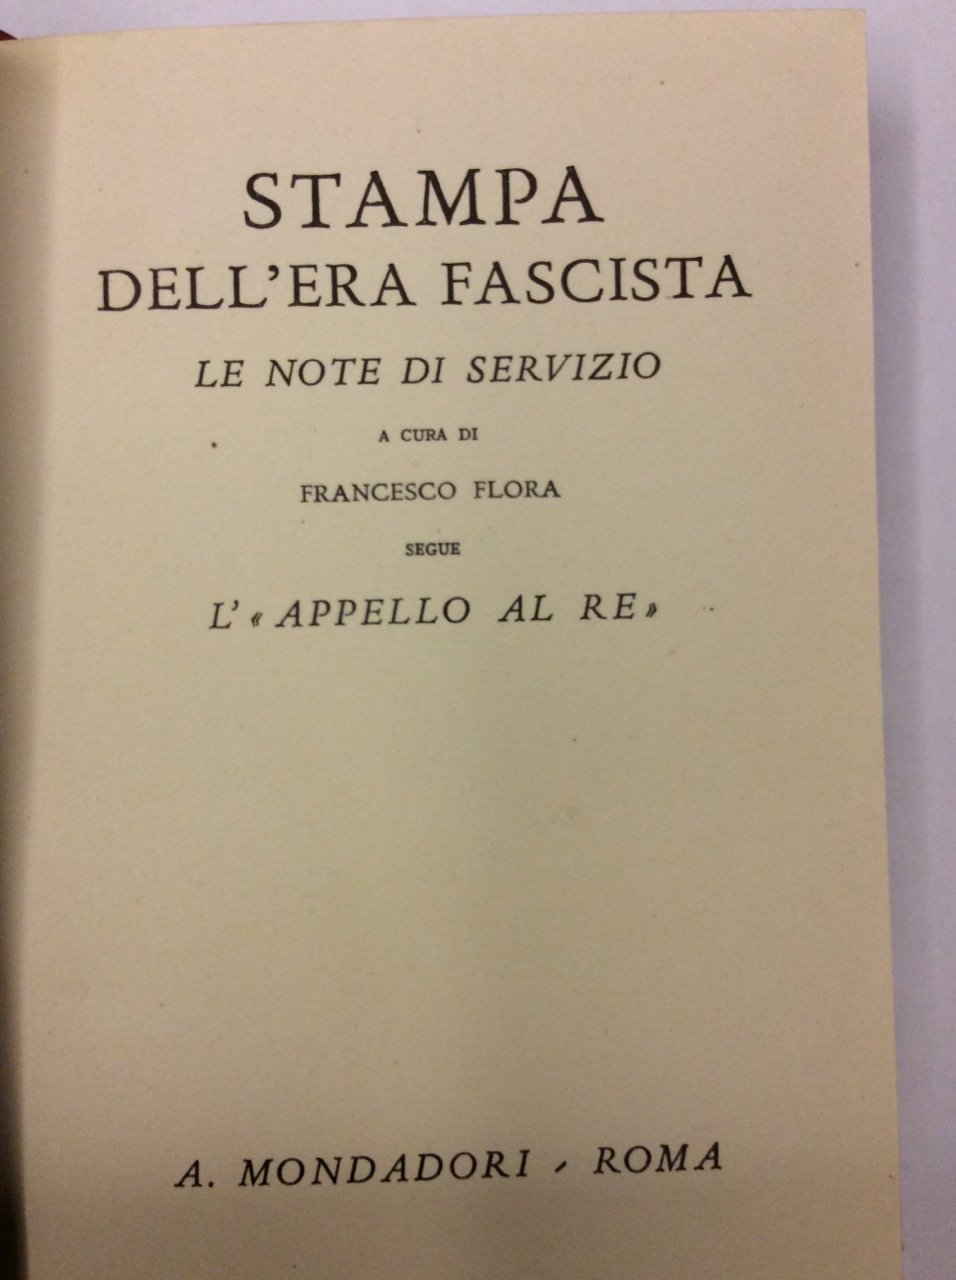 STAMPA
DELL'ERA FASCISTA
LE NOTE DI SERVIZIO
A CURA DI
FRANCESCO FLORA
SEGUE
L'« APPELLO AL RE»
A. MONDADORI - ROMA